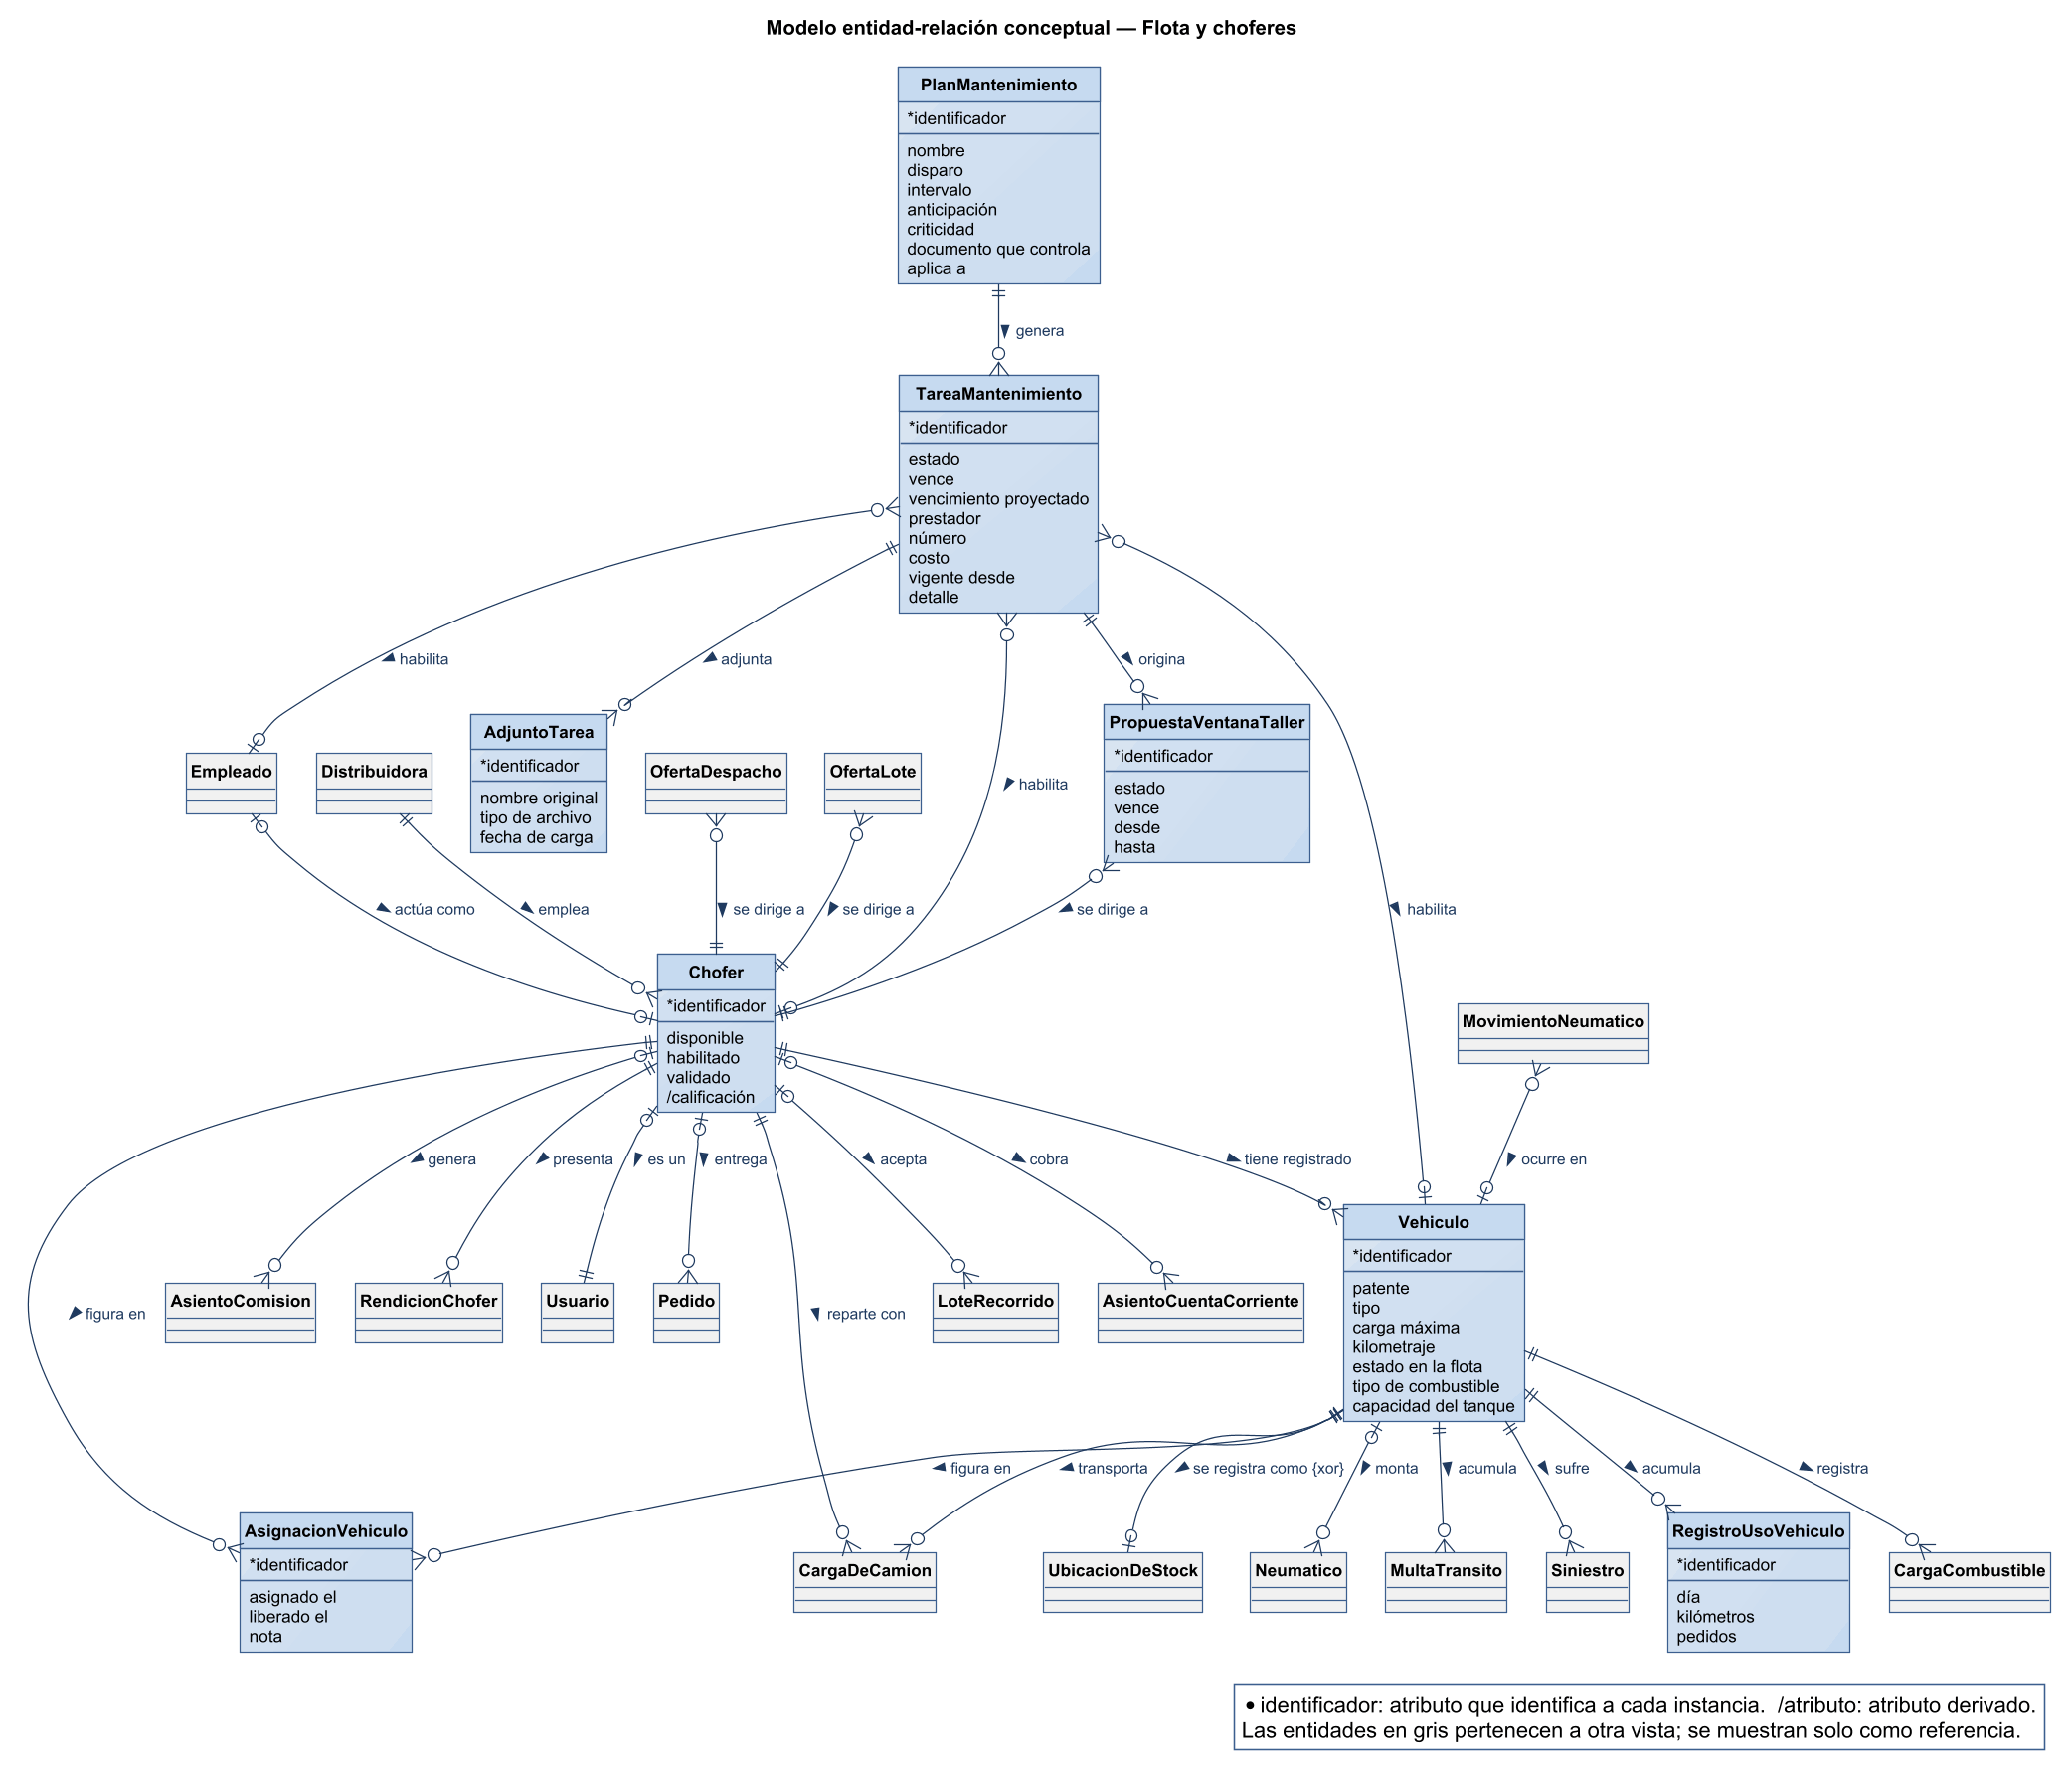 Modelo entidad-relación conceptual — Flota y choferes
PlanMantenimiento
*identificador
nombre
disparo
intervalo
anticipación
criticidad
documento que controla
aplica a
genera
TareaMantenimiento
*identificador
estado
vence
vencimiento proyectado
prestador
número
costo
vigente desde
detalle
habilita
adjunta
origina
AdjuntoTarea
*identificador
nombre original
tipo de archivo
fecha de carga
PropuestaVentanaTaller
*identificador
estado
vence
desde
hasta
Empleado
Distribuidora
OfertaDespacho
OfertaLote
habilita
actúa como
emplea
se dirige a
se dirige a
se dirige a
habilita
Chofer
*identificador
disponible
habilitado
validado
/calificación
MovimientoNeumatico
genera
presenta
es un
entrega
acepta
cobra
tiene registrado
ocurre en
Vehiculo
*identificador
patente
tipo
carga máxima
kilometraje
estado en la flota
tipo de combustible
capacidad del tanque
figura en
AsientoComision
RendicionChofer
Usuario
Pedido
reparte con
LoteRecorrido
AsientoCuentaCorriente
figura en
transporta
se registra como {xor}
monta
acumula
sufre
acumula
registra
AsignacionVehiculo
*identificador
asignado el
liberado el
nota
CargaDeCamion
UbicacionDeStock
Neumatico
MultaTransito
Siniestro
RegistroUsoVehiculo
*identificador
día
kilómetros
pedidos
CargaCombustible
• identificador: atributo que identifica a cada instancia.  /atributo: atributo derivado.
Las entidades en gris pertenecen a otra vista; se muestran solo como referencia.